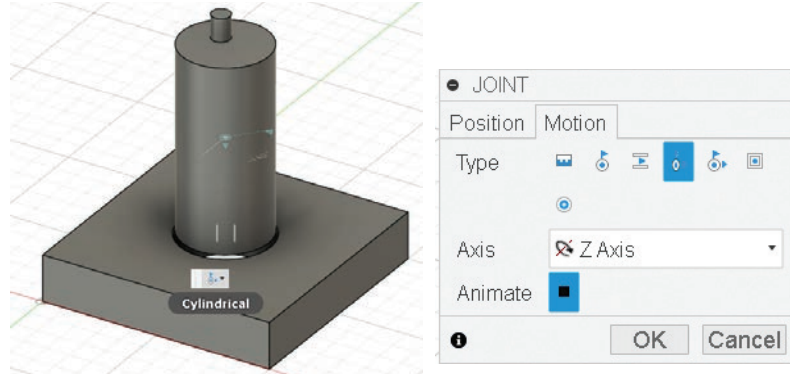 Cylindrical
JOINT
Position Motion
Type
Axis Z Axis
Animate
OK Cancel